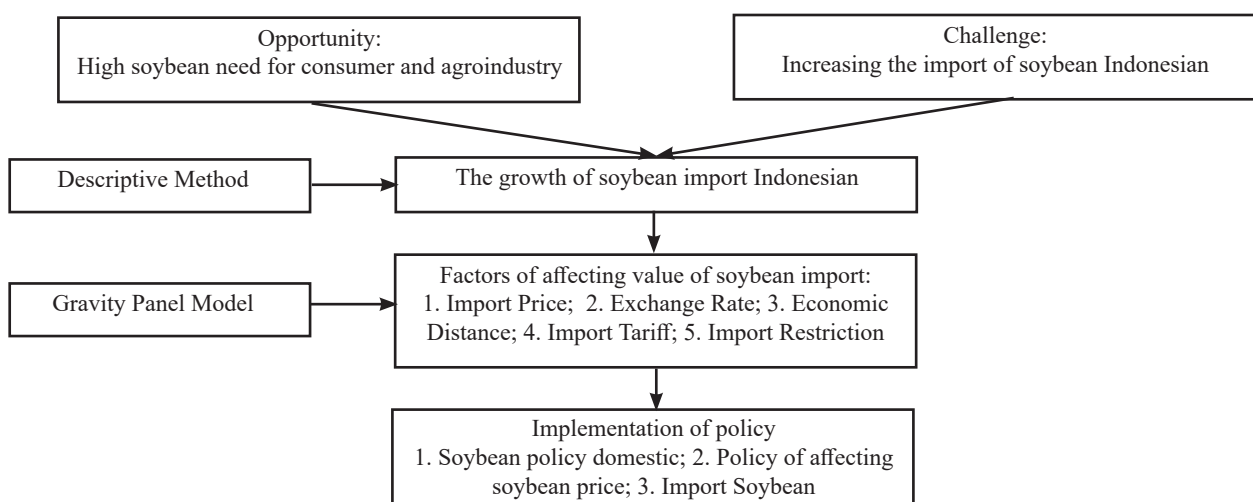 Opportunity:
High soybean need for consumer and agroindustry
Challenge:
Increasing the import of soybean Indonesian
Descriptive Method
The growth of soybean import Indonesian
Gravity Panel Model
Factors of affecting value of soybean import:
1. Import Price; 2. Exchange Rate; 3. Economic
Distance; 4. Import Tariff; 5. Import Restriction
Implementation of policy
1. Soybean policy domestic; 2. Policy of affecting
soybean price; 3. Import Soybean